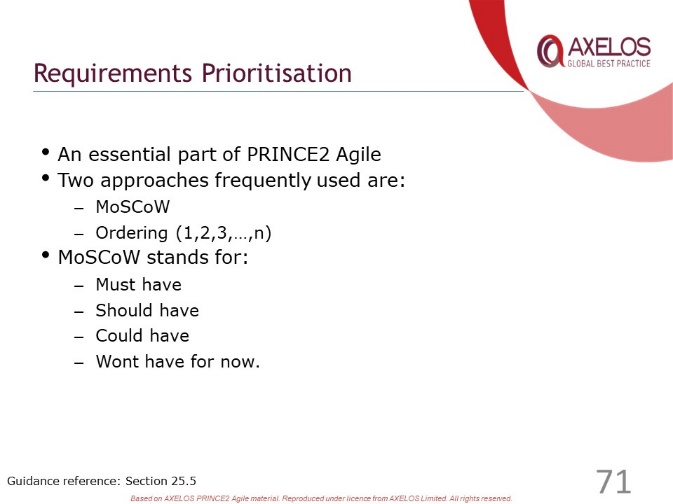 AXELOS
GLOBAL BEST PRACTICE
Requirements Prioritisation
• An essential part of PRINCE2 Agile
• Two approaches frequently used are:
– MoSCoW
– Ordering (1,2,3,...,n)
• MoSCoW stands for:
– Must have
– Should have
– Could have
– Wont have for now.
Guidance reference: Section 25.5
71
Based on AXELOS PRINCE2 Agile material. Reproduced under licence from AXELOS Limited. All rights reserved.